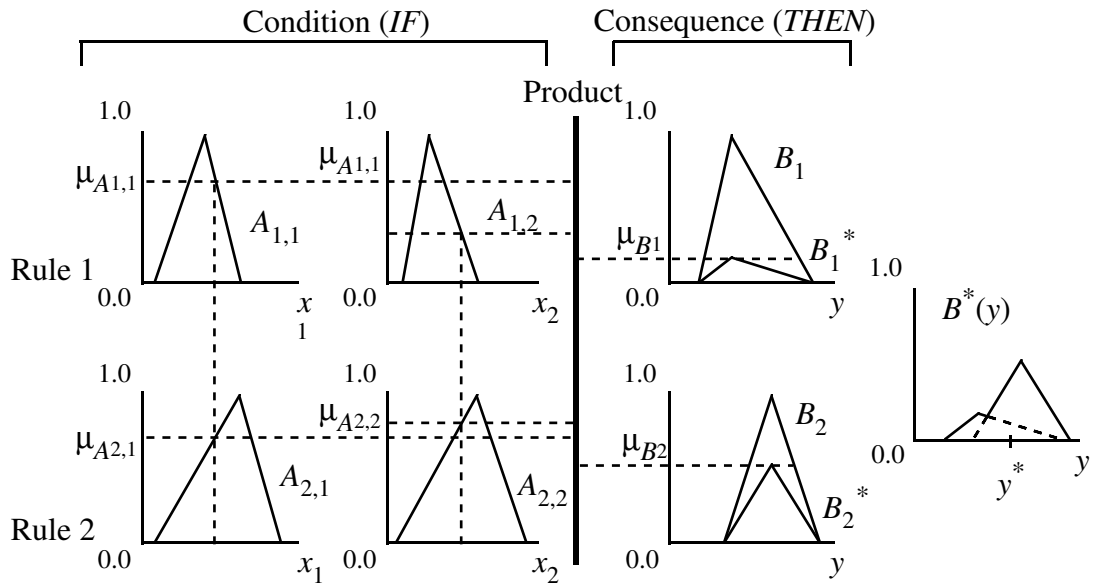 Condition (IF) Consequence (THEN)
Product
1.0 1.0 1.0
μA1,1 μA1,1 B1
A1,1 A1,2 μB1 B1*
Rule 1
0.0 x1 0.0 x2 0.0 y
1.0 B*(y)
1.0 1.0 1.0
μA2,1 μA2,2 μB2 B2
0.0 y* y
A2,1 A2,2 B2*
Rule 2
0.0 x1 0.0 x2 0.0 y